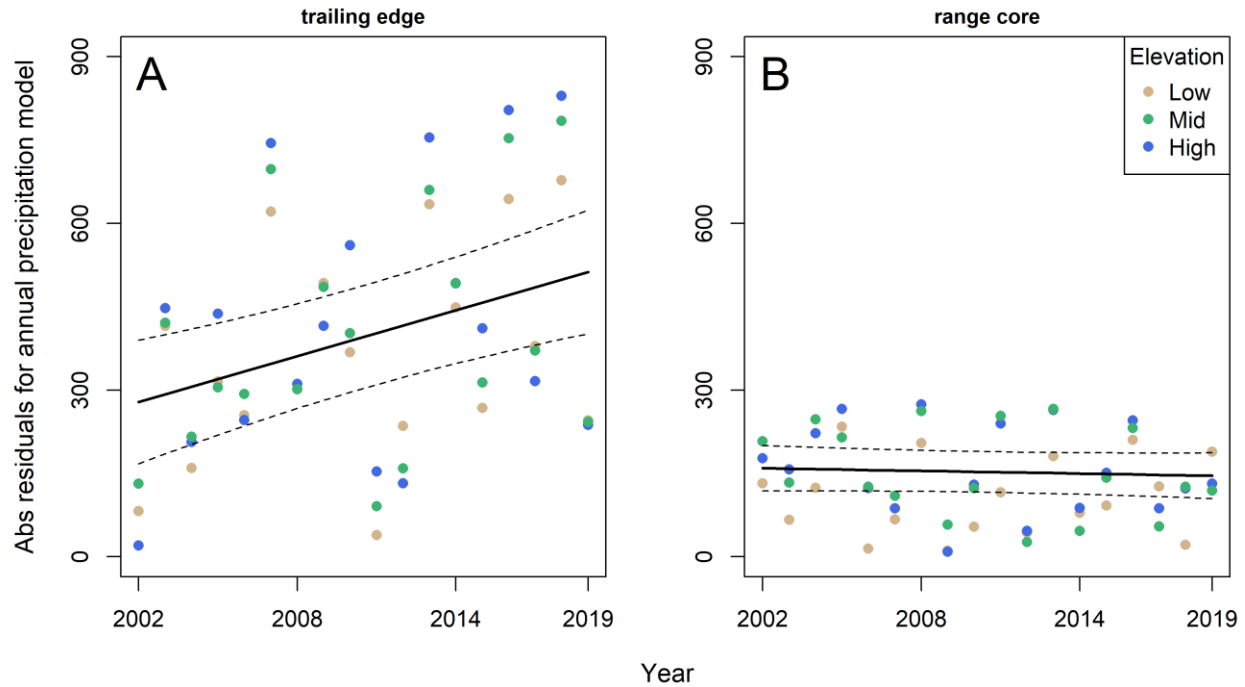 trailing edge
range core
Abs residuals for annual precipitation model
900
600
300
0
A
2002
2008
2014
2019
900
600
300
0
B
Elevation
Low
Mid
High
2002
2008
2014
2019
Year